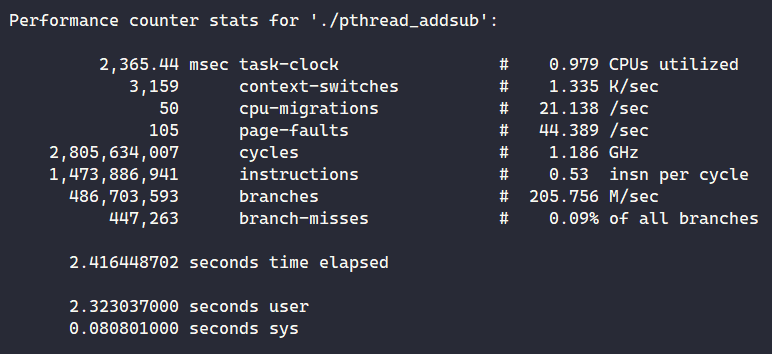 Performance counter stats for './pthread_addsub':
2,365.44 msec task-clock # 0.979 CPUs utilized
3,159 context-switches # 1.335 K/sec
50 cpu-migrations # 21.138 /sec
105 page-faults # 44.389 /sec
2,805,634,007 cycles # 1.186 GHz
1,473,886,941 instructions # 0.53 insn per cycle
486,703,593 branches # 205.756 M/sec
447,263 branch-misses # 0.09% of all branches
2.416448702 seconds time elapsed
2.323037000 seconds user
0.080801000 seconds sys